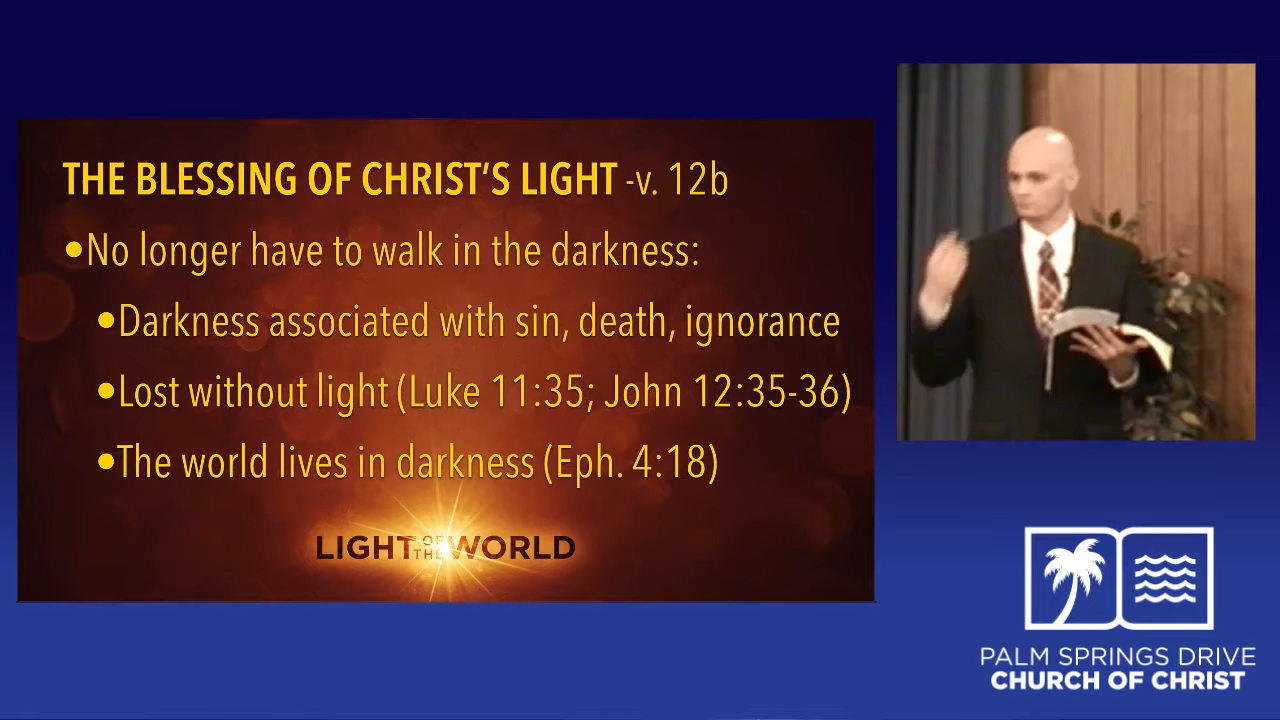 THE BLESSING OF CHRIST'S LIGHT -v. 12b
•No longer have to walk in the darkness:
•Darkness associated with sin, death, ignorance
•Lost without light (Luke 11:35; John 12:35-36)
•The world lives in darkness (Eph. 4:18)
LIGHT OF THE WORLD
PALM SPRINGS DRIVE
CHURCH OF CHRIST